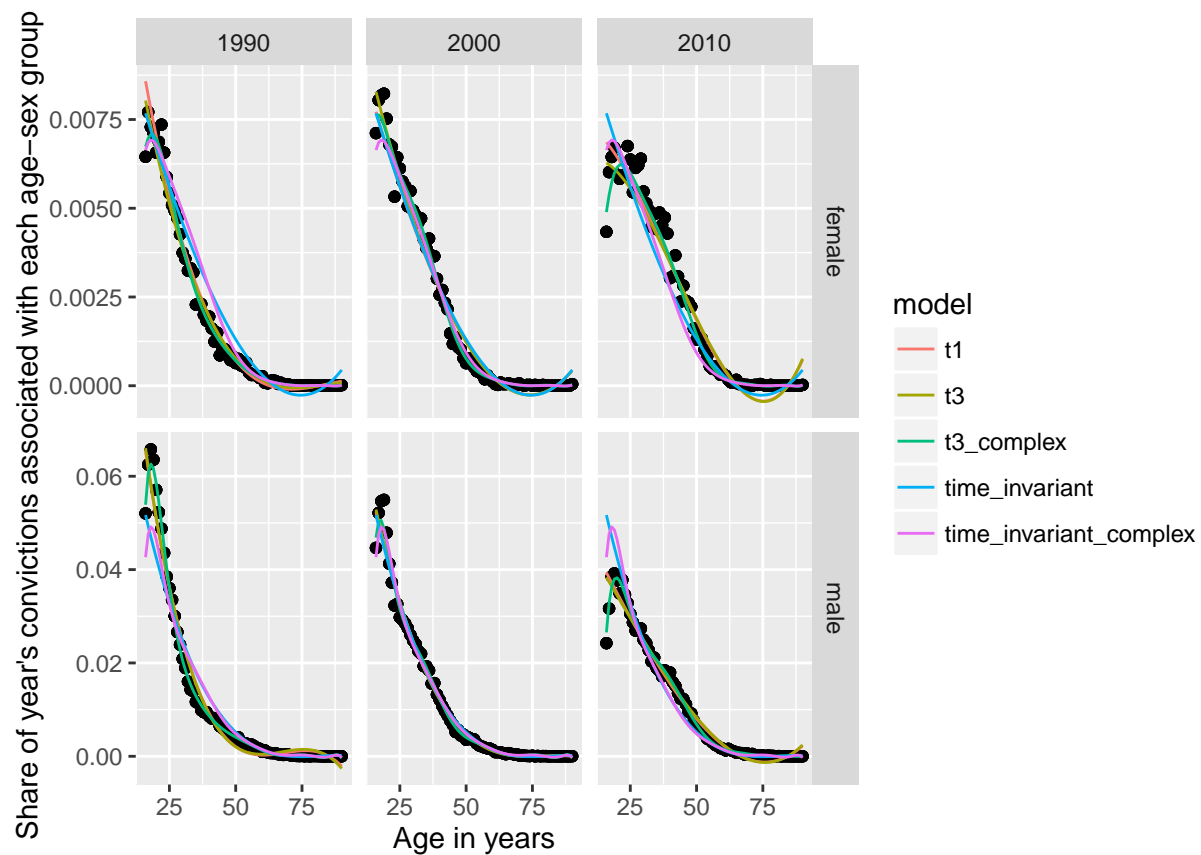 1990
2000
2010
Share of year's convictions associated with each age−sex group
0.0075
0.0050
0.0025
0.0000
female
0.06
0.04
0.02
0.00
male
25
50
75
25
50
75
25
50
75
Age in years
model
t1
t3
t3_complex
time_invariant
time_invariant_complex